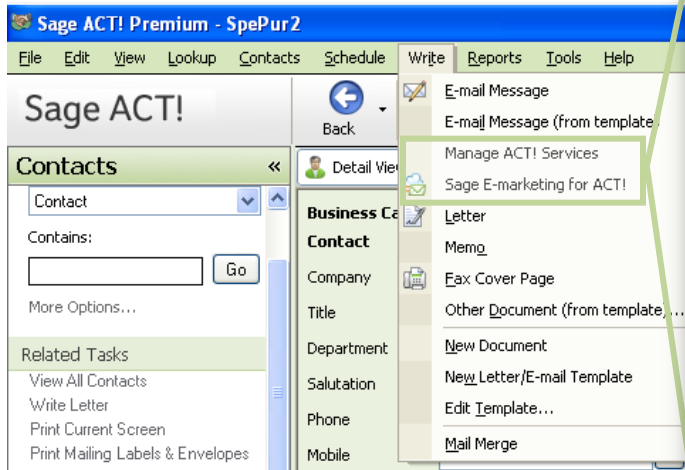 Sage ACT! Premium - SpePur2
File Edit View Lookup Contacts Schedule Write Reports Tools Help
Sage ACT!
Back
Contacts «
Detail Vie
Contact
Contains:
Go
More Options...
Related Tasks
View All Contacts
Write Letter
Print Current Screen
Print Mailing Labels & Envelopes
Business Ca
Contact
Company
Title
Department
Salutation
Phone
Mobile
E-mail Message
E-mail Message (from template)
Manage ACT! Services
Sage E-marketing for ACT!
Letter
Memo
Fax Cover Page
Other Document (from template)...
New Document
New Letter/E-mail Template
Edit Template...
Mail Merge